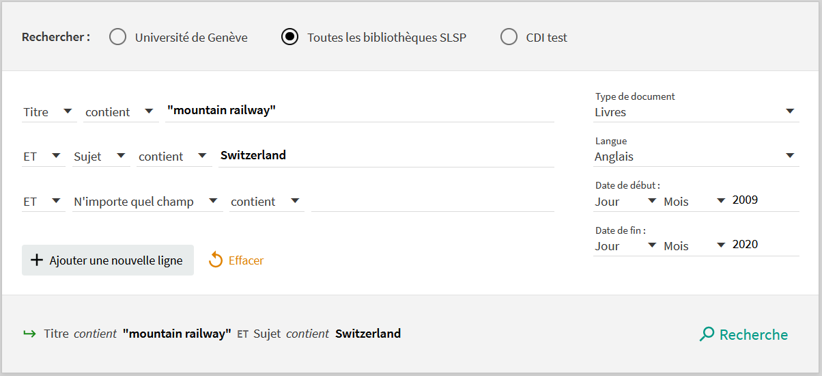 Rechercher : Université de Genève Toutes les bibliothèques SLSP CDI test
Titre contient "mountain railway"
ET Sujet contient Switzerland
ET N'importe quel champ contient
Type de document
Livres
Langue
Anglais
Date de début :
Jour Mois 2009
Date de fin :
Jour Mois 2020
Ajouter une nouvelle ligne Effacer
Titre contient "mountain railway" ET Sujet contient Switzerland Recherche